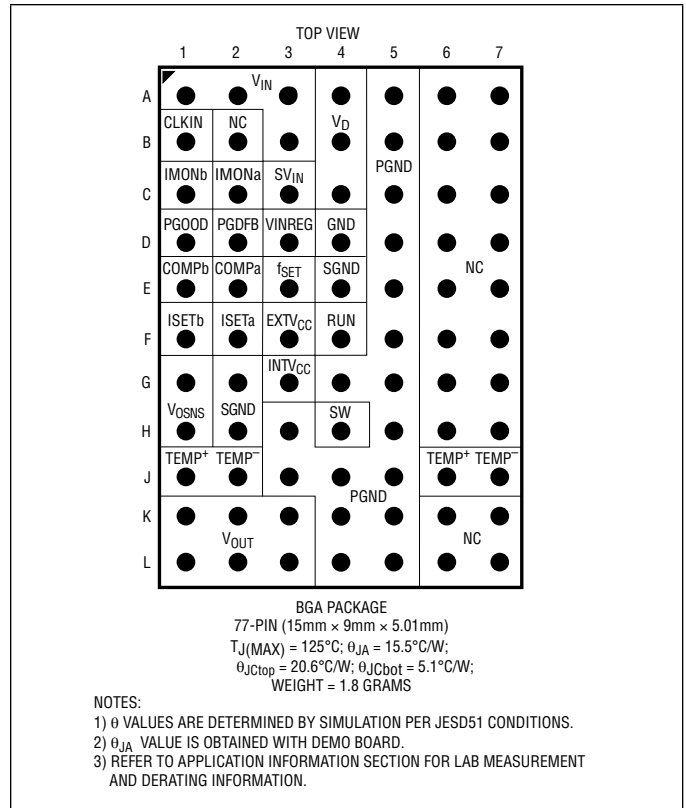 TOP VIEW
1 2 3 4 5 6 7
V_IN
A
CLKIN NC V_D
B
PGND
IMONb IMONa SV_IN
C
PGOOD PGDFB VINREG GND
D
NC
COMPb COMPa f_SET SGND
E
ISETb ISETa EXTV_CC RUN
F
INTV_CC
G
V_OSNS SGND SW
H
TEMP+ TEMP− TEMP+ TEMP−
J
PGND
K
V_OUT NC
L
BGA PACKAGE
77-PIN (15mm × 9mm × 5.01mm)
T_J(MAX) = 125°C; θ_JA = 15.5°C/W;
θ_JCtop = 20.6°C/W; θ_JCbot = 5.1°C/W;
WEIGHT = 1.8 GRAMS
NOTES:
1) θ VALUES ARE DETERMINED BY SIMULATION PER JESD51 CONDITIONS.
2) θ_JA VALUE IS OBTAINED WITH DEMO BOARD.
3) REFER TO APPLICATION INFORMATION SECTION FOR LAB MEASUREMENT
AND DERATING INFORMATION.